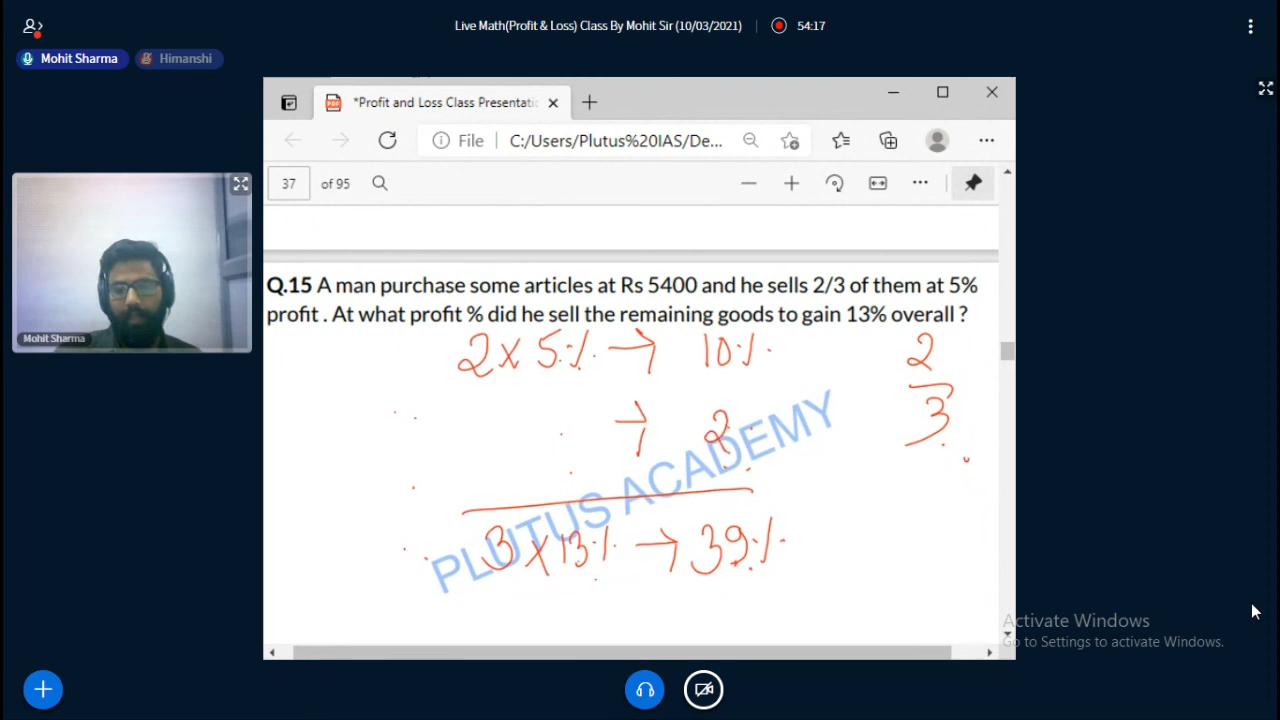 Live Math(Profit & Loss) Class By Mohit Sir (10/03/2021)
54:17
Mohit Sharma
Himanshi
*Profit and Loss Class Presentatic
File
C:/Users/Plutus%20IAS/De...
37 of 95
Mohit Sharma
Q.15 A man purchase some articles at Rs 5400 and he sells 2/3 of them at 5%
profit . At what profit % did he sell the remaining goods to gain 13% overall ?
2 x 5% → 10%
2
3
→ 2
PLUTUS ACADEMY
3 x 13% → 39%
Activate Windows
Go to Settings to activate Windows.